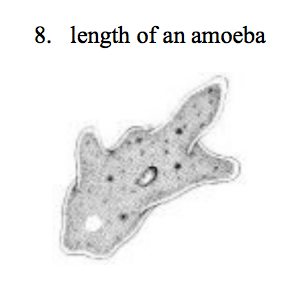 8. length of an amoeba